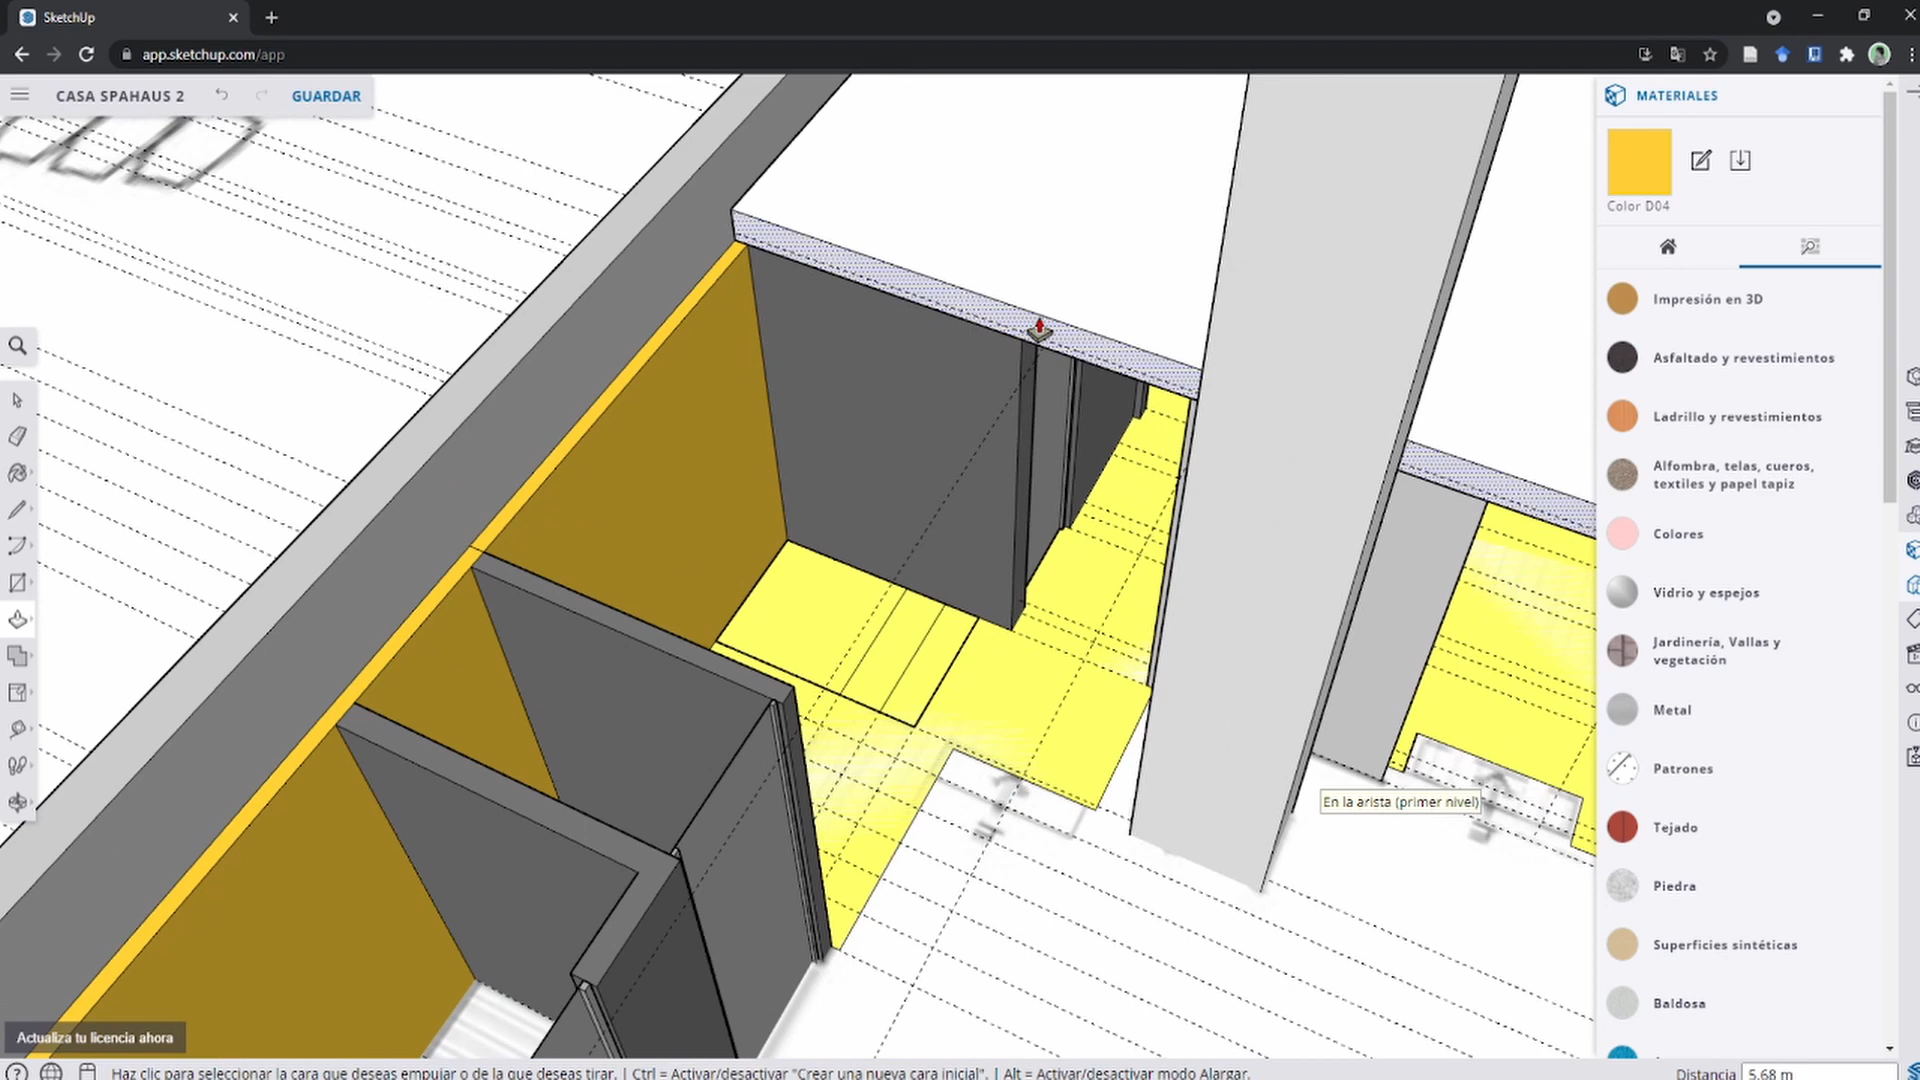 SketchUp
app.sketchup.com/app
CASA SPAHAUS 2
GUARDAR
MATERIALES
Color D04
Impresión en 3D
Asfaltado y revestimientos
Ladrillo y revestimientos
Alfombra, telas, cueros,
textiles y papel tapiz
Colores
Vidrio y espejos
Jardinería, Vallas y
vegetación
Metal
Patrones
En la arista (primer nivel)
Tejado
Piedra
Superficies sintéticas
Baldosa
Actualiza tu licencia ahora
Haz clic para seleccionar la cara que deseas empujar o de la que deseas tirar. | Ctrl = Activar/desactivar "Crear una nueva cara inicial". | Alt = Activar/desactivar modo Alargar.
Distancia 5,68 m